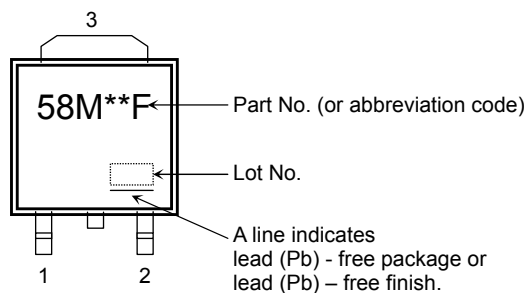 3
58M**F
Part No. (or abbreviation code)
Lot No.
A line indicates
lead (Pb) - free package or
lead (Pb) – free finish.
1 2